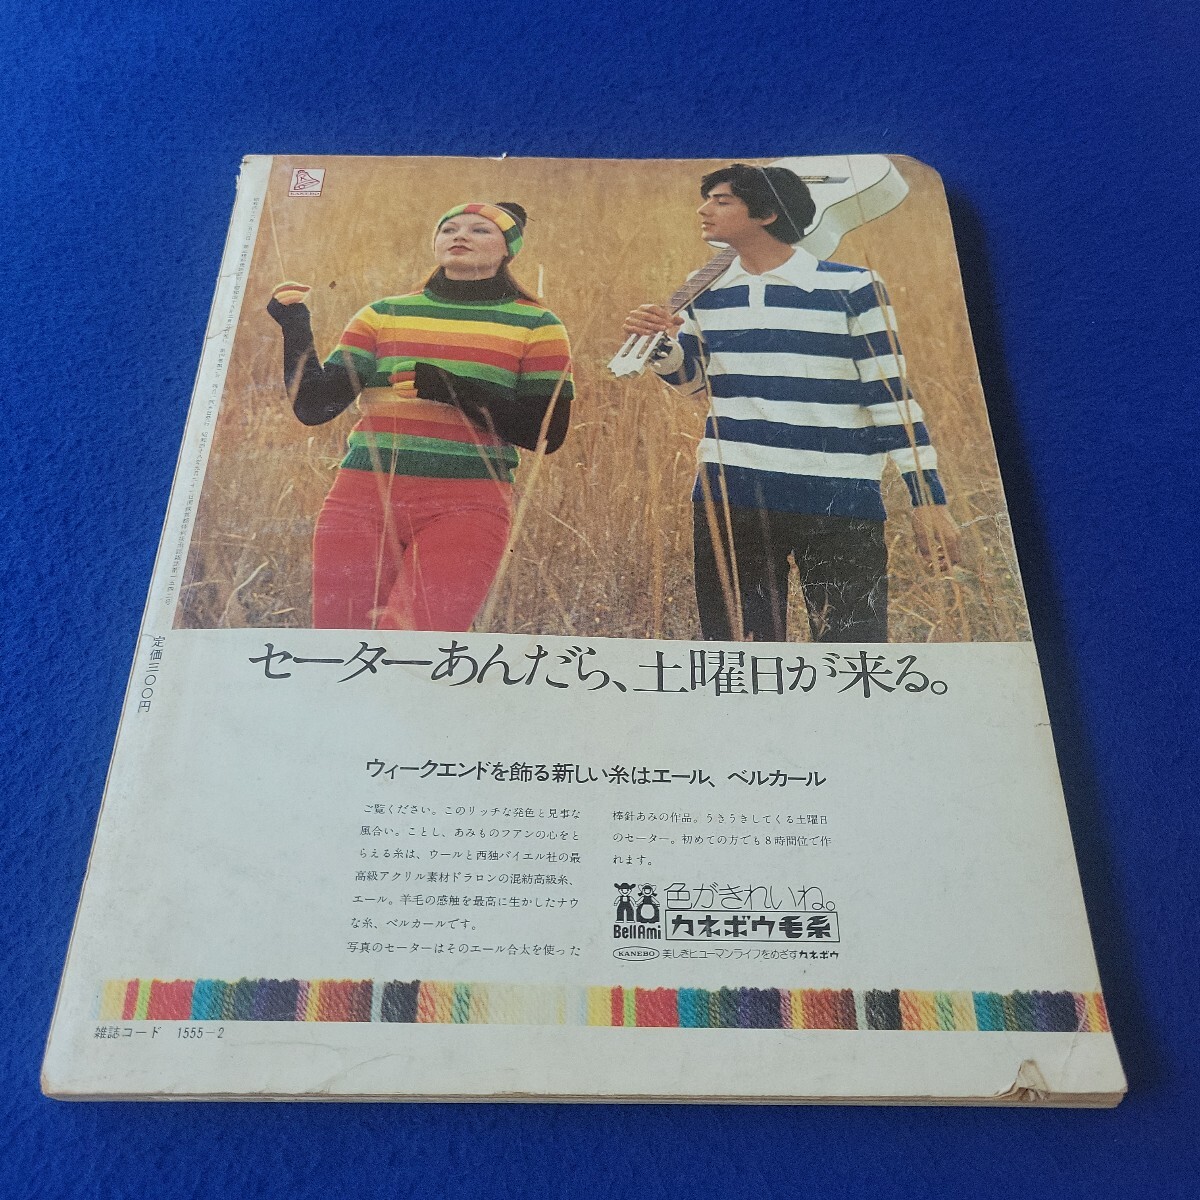 KANEBO
定価三〇〇円
セーターあんだら、土曜日が来る。
ウィークエンドを飾る新しい糸はエール、ベルカール
ご覧ください。このリッチな発色と見事な
風合い。ことし、あみものフアンの心をと
らえる糸は、ウールと西独バイエル社の最
高級アクリル素材ドラロンの混紡高級糸、
エール。羊毛の感触を最高に生かしたナウ
な糸、ベルカールです。
写真のセーターはそのエール合太を使った
棒針あみの作品。うきうきしてくる土曜日
のセーター。初めての方でも8時間位で作
れます。
BellAmi
色がきれいね。
カネボウ毛糸
KANEBO 美しきヒューマンライフをめざすカネボウ
雑誌コード 1555-2